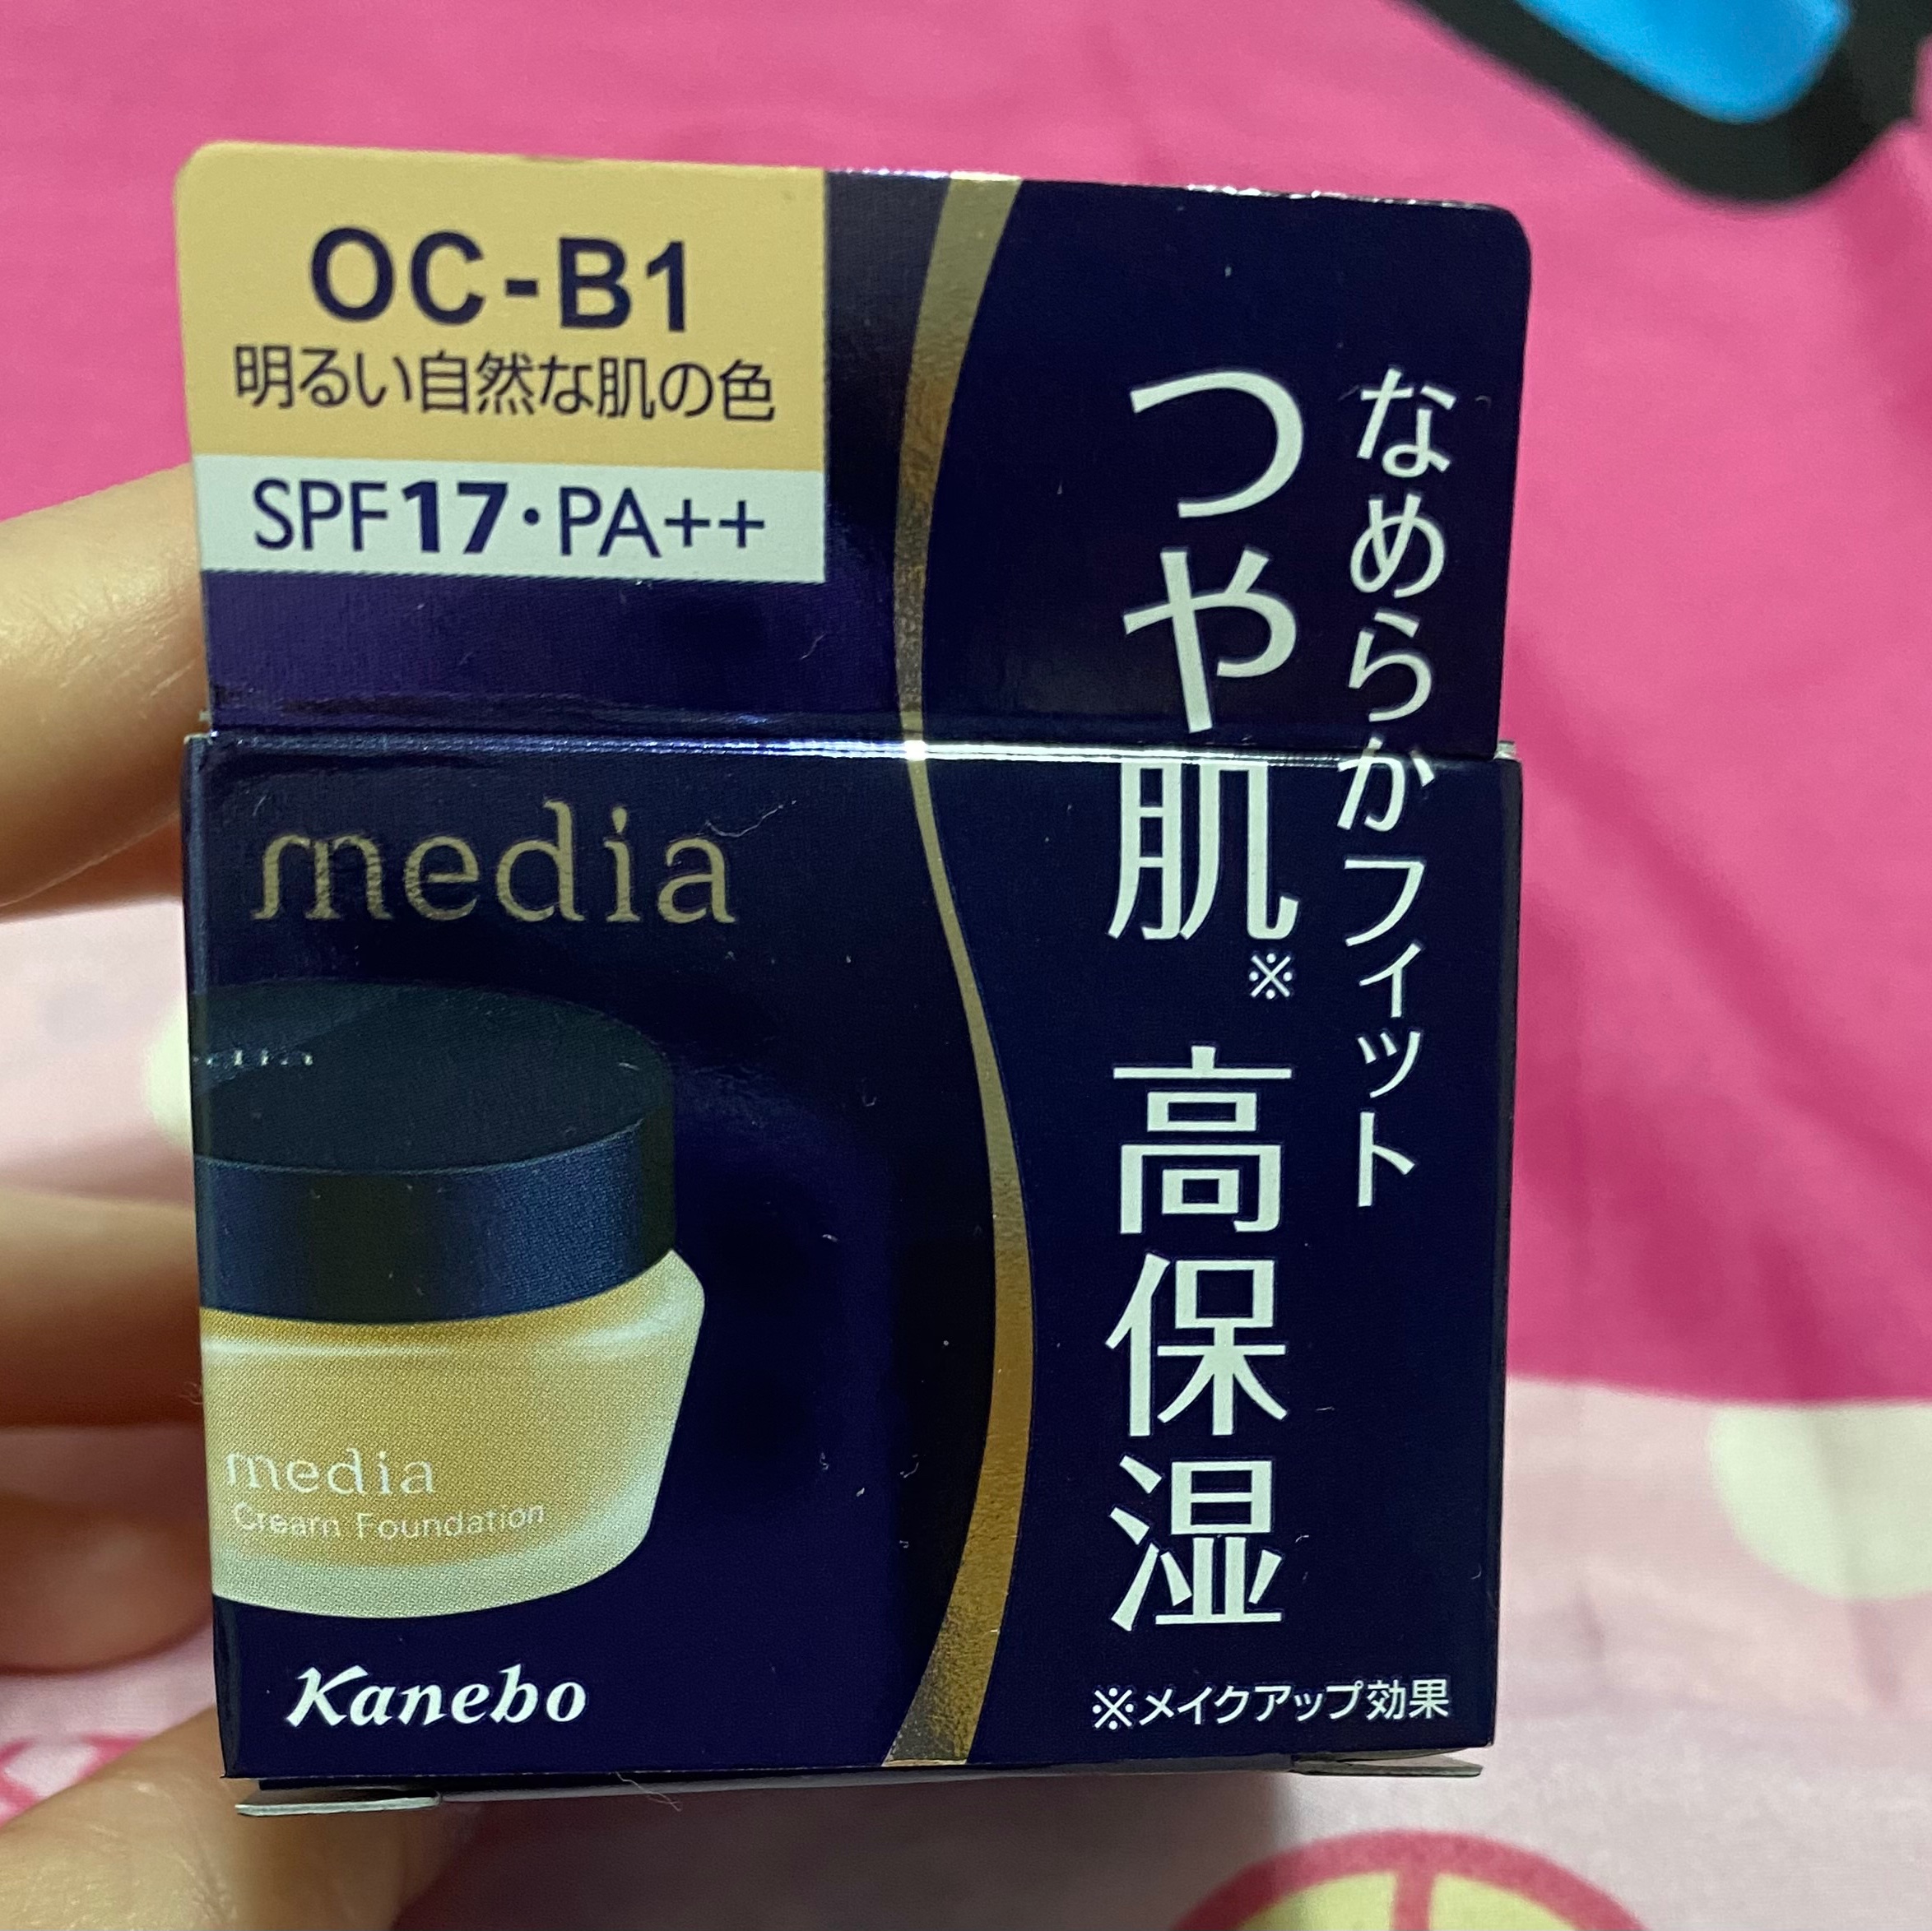 OC-B1
明るい自然な肌の色
SPF17・PA++
なめらかフィット
つや肌※ 高保湿
media
media
Cream Foundation
Kanebo
※メイクアップ効果